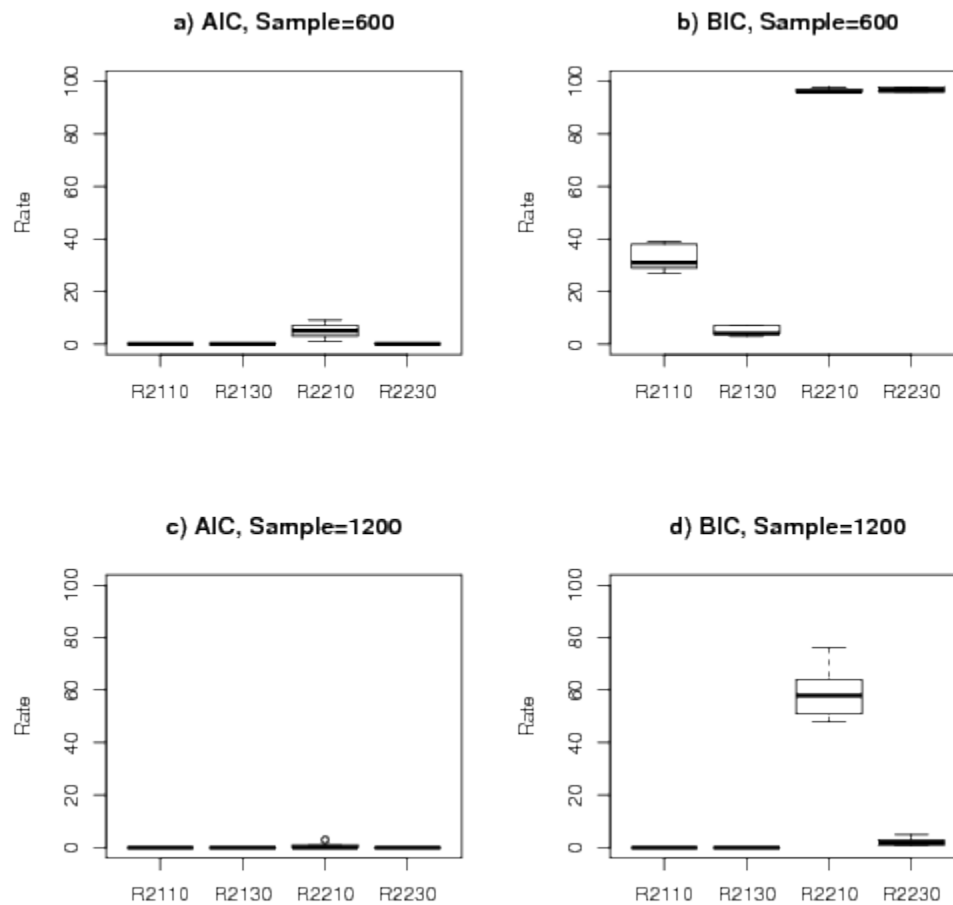 a) AIC, Sample=600
b) BIC, Sample=600
Rate
100
80
60
40
20
0
R2110 R2130 R2210 R2230
Rate
100
80
60
40
20
0
R2110 R2130 R2210 R2230
c) AIC, Sample=1200
d) BIC, Sample=1200
Rate
100
80
60
40
20
0
R2110 R2130 R2210 R2230
Rate
100
80
60
40
20
0
R2110 R2130 R2210 R2230